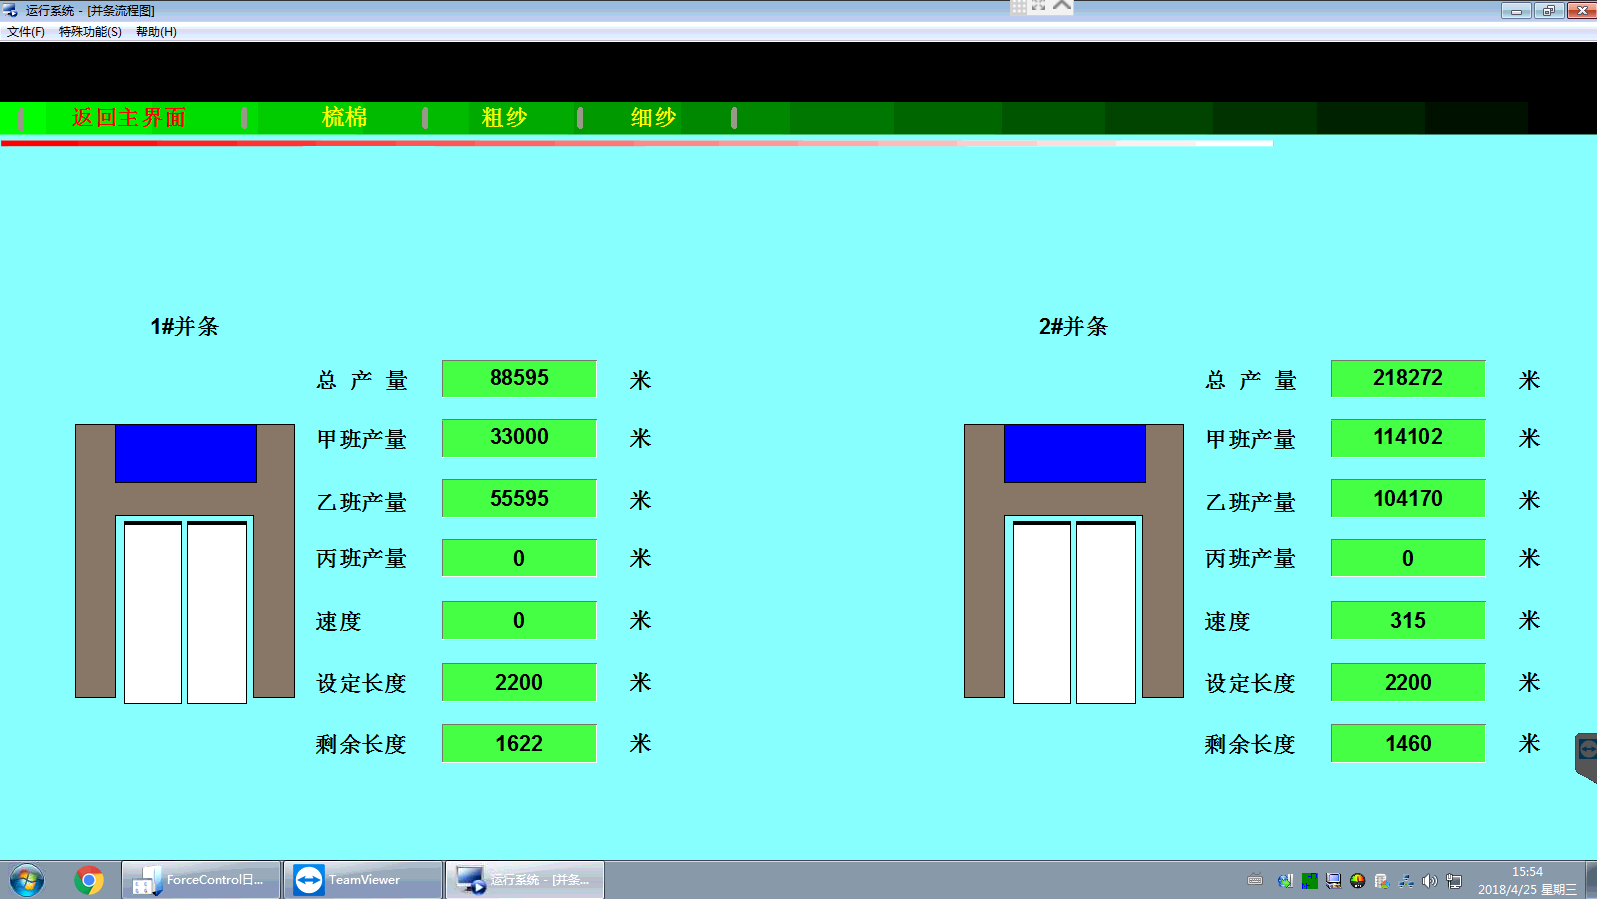 运行系统 - [并条流程图]
文件(F) 特殊功能(S) 帮助(H)
返回主界面 梳棉 粗纱 细纱
1#并条
总 产 量 88595 米
甲班产量 33000 米
乙班产量 55595 米
丙班产量 0 米
速度 0 米
设定长度 2200 米
剩余长度 1622 米
2#并条
总 产 量 218272 米
甲班产量 114102 米
乙班产量 104170 米
丙班产量 0 米
速度 315 米
设定长度 2200 米
剩余长度 1460 米
ForceControl日... TeamViewer 运行系统 - [并条...
15:54
2018/4/25 星期三